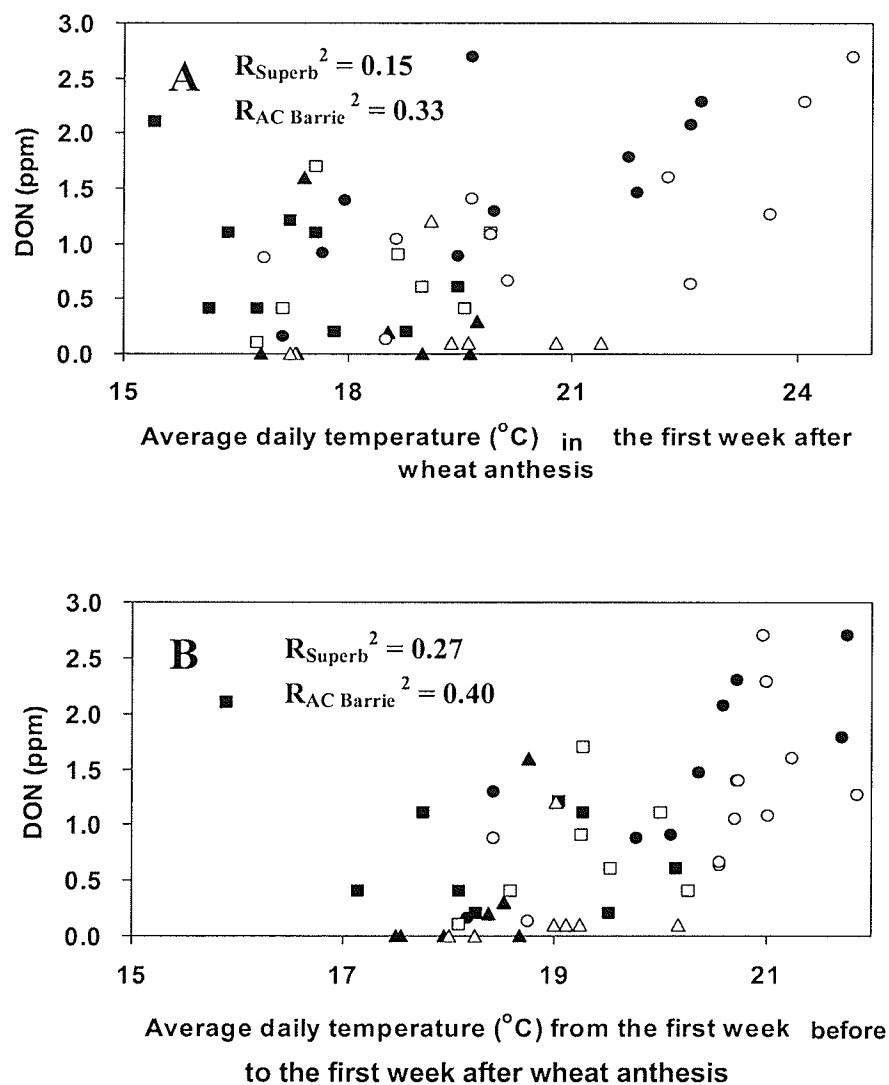 3.0
2.5
2.0
1.5
1.0
0.5
0.0
DON (ppm)
A
R Superb 2 = 0.15
R AC Barrie 2 = 0.33
15 18 21 24
Average daily temperature (°C) in the first week after
wheat anthesis
3.0
2.5
2.0
1.5
1.0
0.5
0.0
DON (ppm)
B
R Superb 2 = 0.27
R AC Barrie 2 = 0.40
15 17 19 21
Average daily temperature (°C) from the first week before
to the first week after wheat anthesis